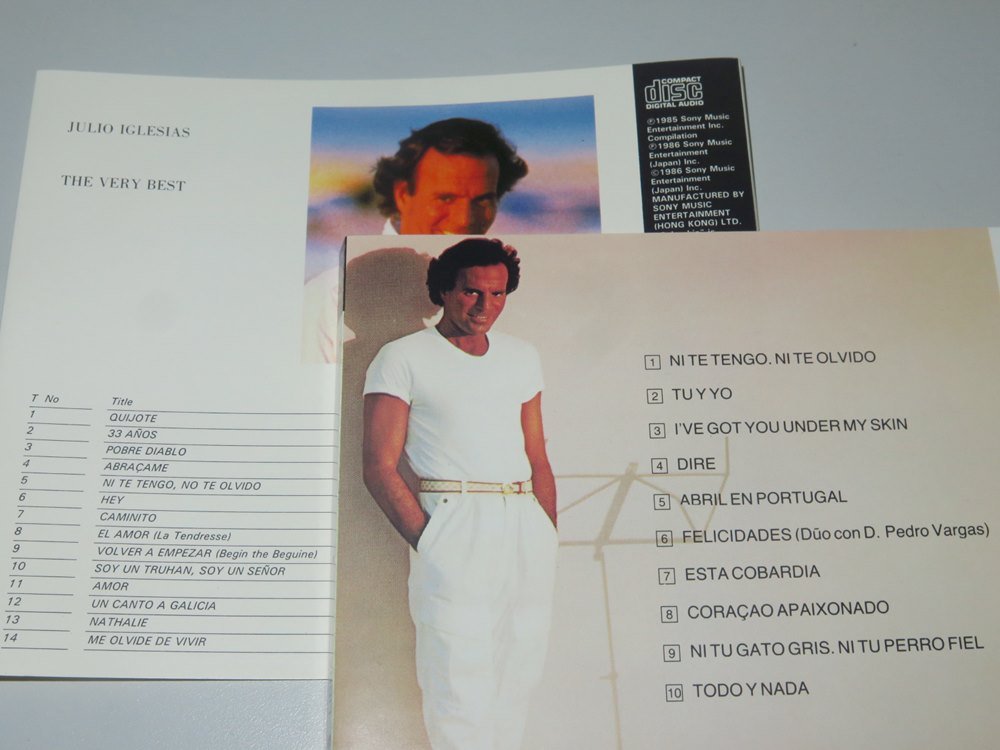 JULIO IGLESIAS
THE VERY BEST
COMPACT
disc
DIGITAL AUDIO
℗1985 Sony Music
Entertainment Inc.
Compilation
℗1986 Sony Music
Entertainment
(Japan) Inc.
©1986 Sony Music
Entertainment
(Japan) Inc.
MANUFACTURED BY
SONY MUSIC
ENTERTAINMENT
(HONG KONG) LTD.
T No Title
1 QUIJOTE
2 33 AÑOS
3 POBRE DIABLO
4 ABRAÇAME
5 NI TE TENGO, NO TE OLVIDO
6 HEY
7 CAMINITO
8 EL AMOR (La Tendresse)
9 VOLVER A EMPEZAR (Begin the Beguine)
10 SOY UN TRUHAN, SOY UN SEÑOR
11 AMOR
12 UN CANTO A GALICIA
13 NATHALIE
14 ME OLVIDE DE VIVIR
1 NI TE TENGO. NI TE OLVIDO
2 TU Y YO
3 I'VE GOT YOU UNDER MY SKIN
4 DIRE
5 ABRIL EN PORTUGAL
6 FELICIDADES (Dūo con D. Pedro Vargas)
7 ESTA COBARDIA
8 CORAÇAO APAIXONADO
9 NI TU GATO GRIS. NI TU PERRO FIEL
10 TODO Y NADA